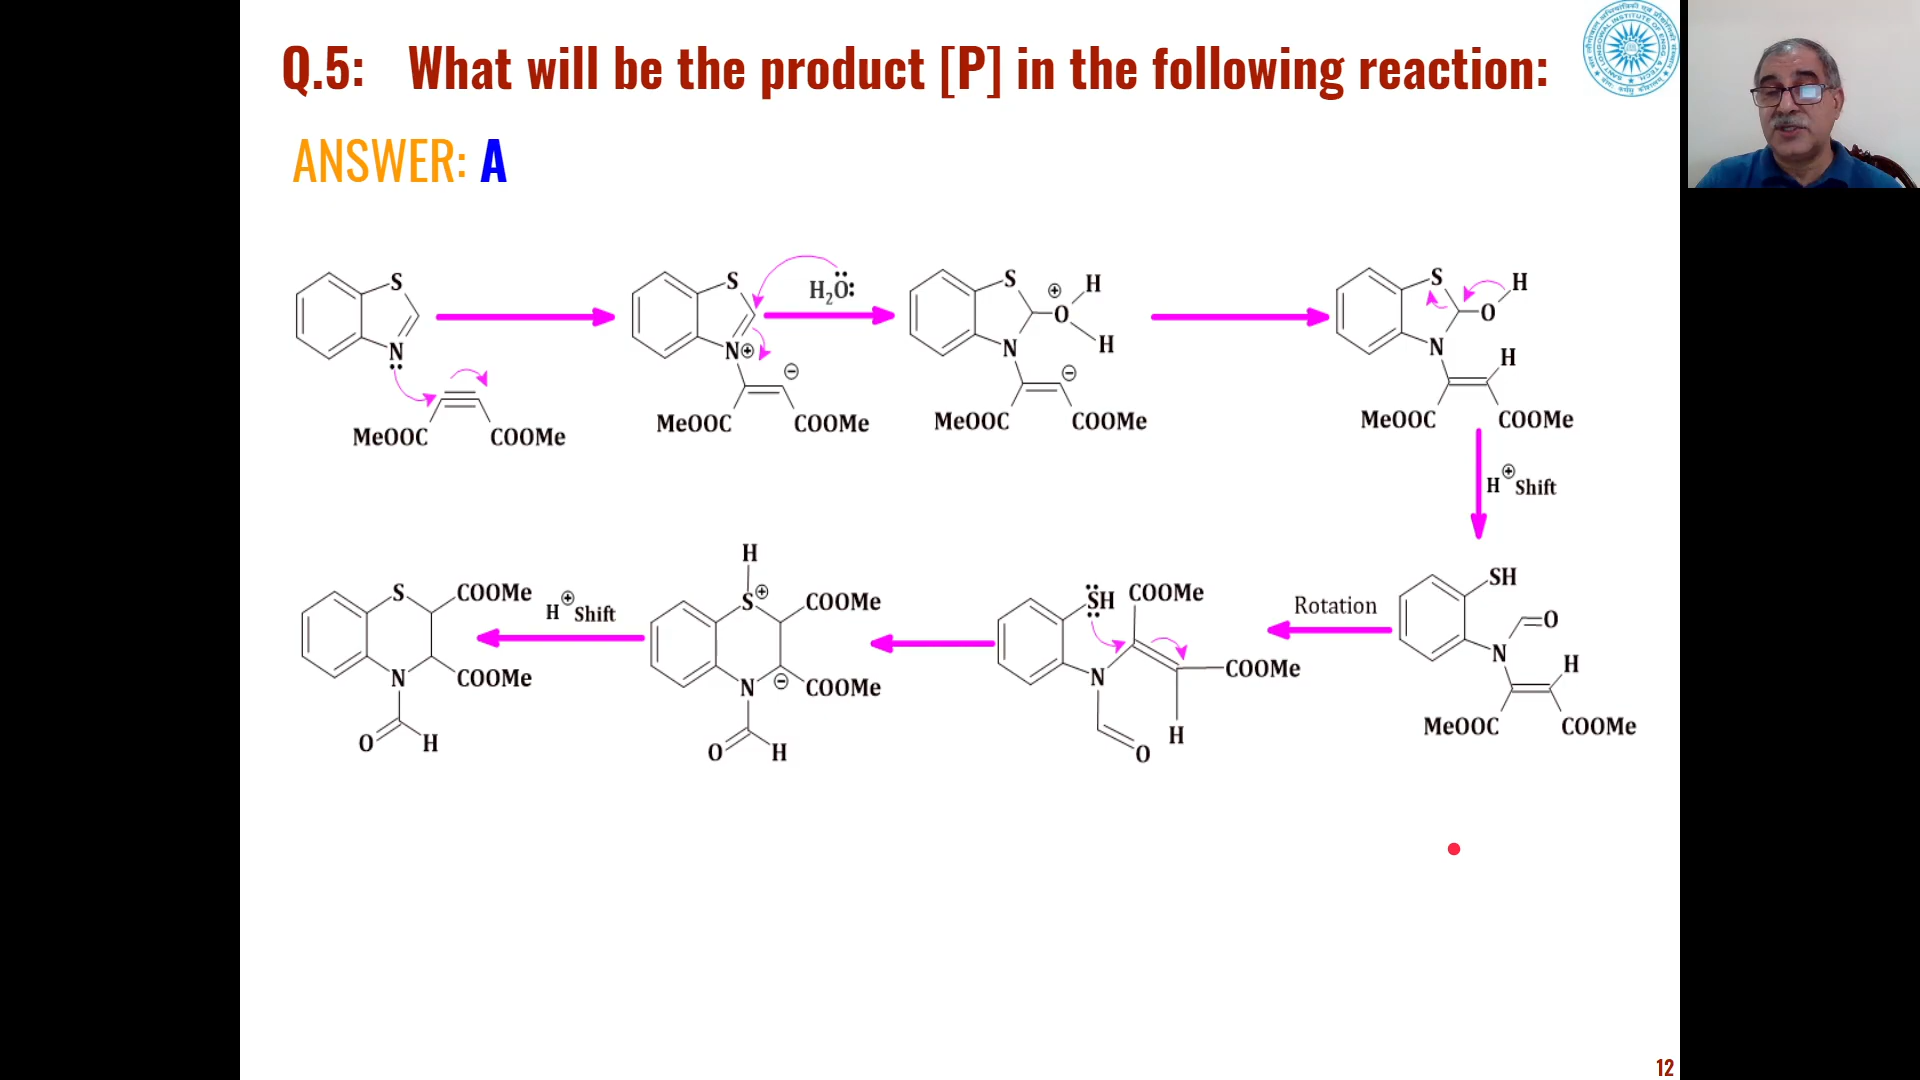 Q.5: What will be the product [P] in the following reaction:
ANSWER: A
S
N
MeOOC
COOMe
S
N⊕
⊖
MeOOC
COOMe
H₂O:
S
N
⊕
O
H
H
⊖
MeOOC
COOMe
S
N
O
H
H
MeOOC
COOMe
H⊕ Shift
SH
N
O
H
MeOOC
COOMe
Rotation
SH
COOMe
N
COOMe
O
H
H
S⊕
COOMe
N
⊖
COOMe
O
H
H⊕ Shift
S
COOMe
N
COOMe
O
H
12